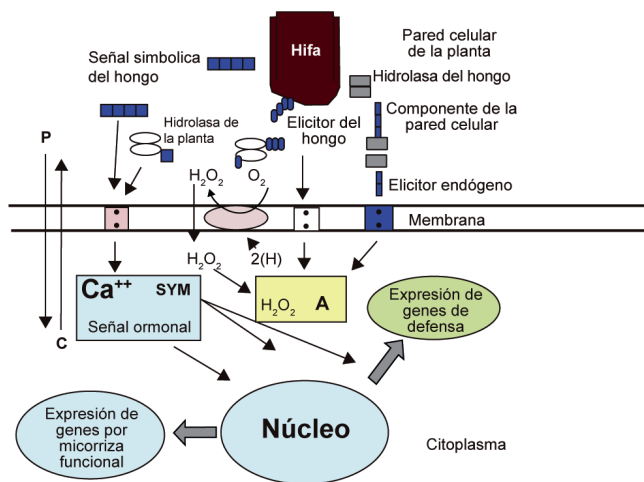 Señal simbolica
del hongo
Hifa
Pared celular
de la planta
Hidrolasa del hongo
Componente de la
pared celular
Elicitor del
hongo
Hidrolasa de
la planta
P
H2O2
O2
Elicitor endógeno
Membrana
H2O2
2(H)
Ca++
SYM
Señal ormonal
H2O2
A
C
Expresión de
genes de
defensa
Expresión de
genes por
micorriza
funcional
Núcleo
Citoplasma